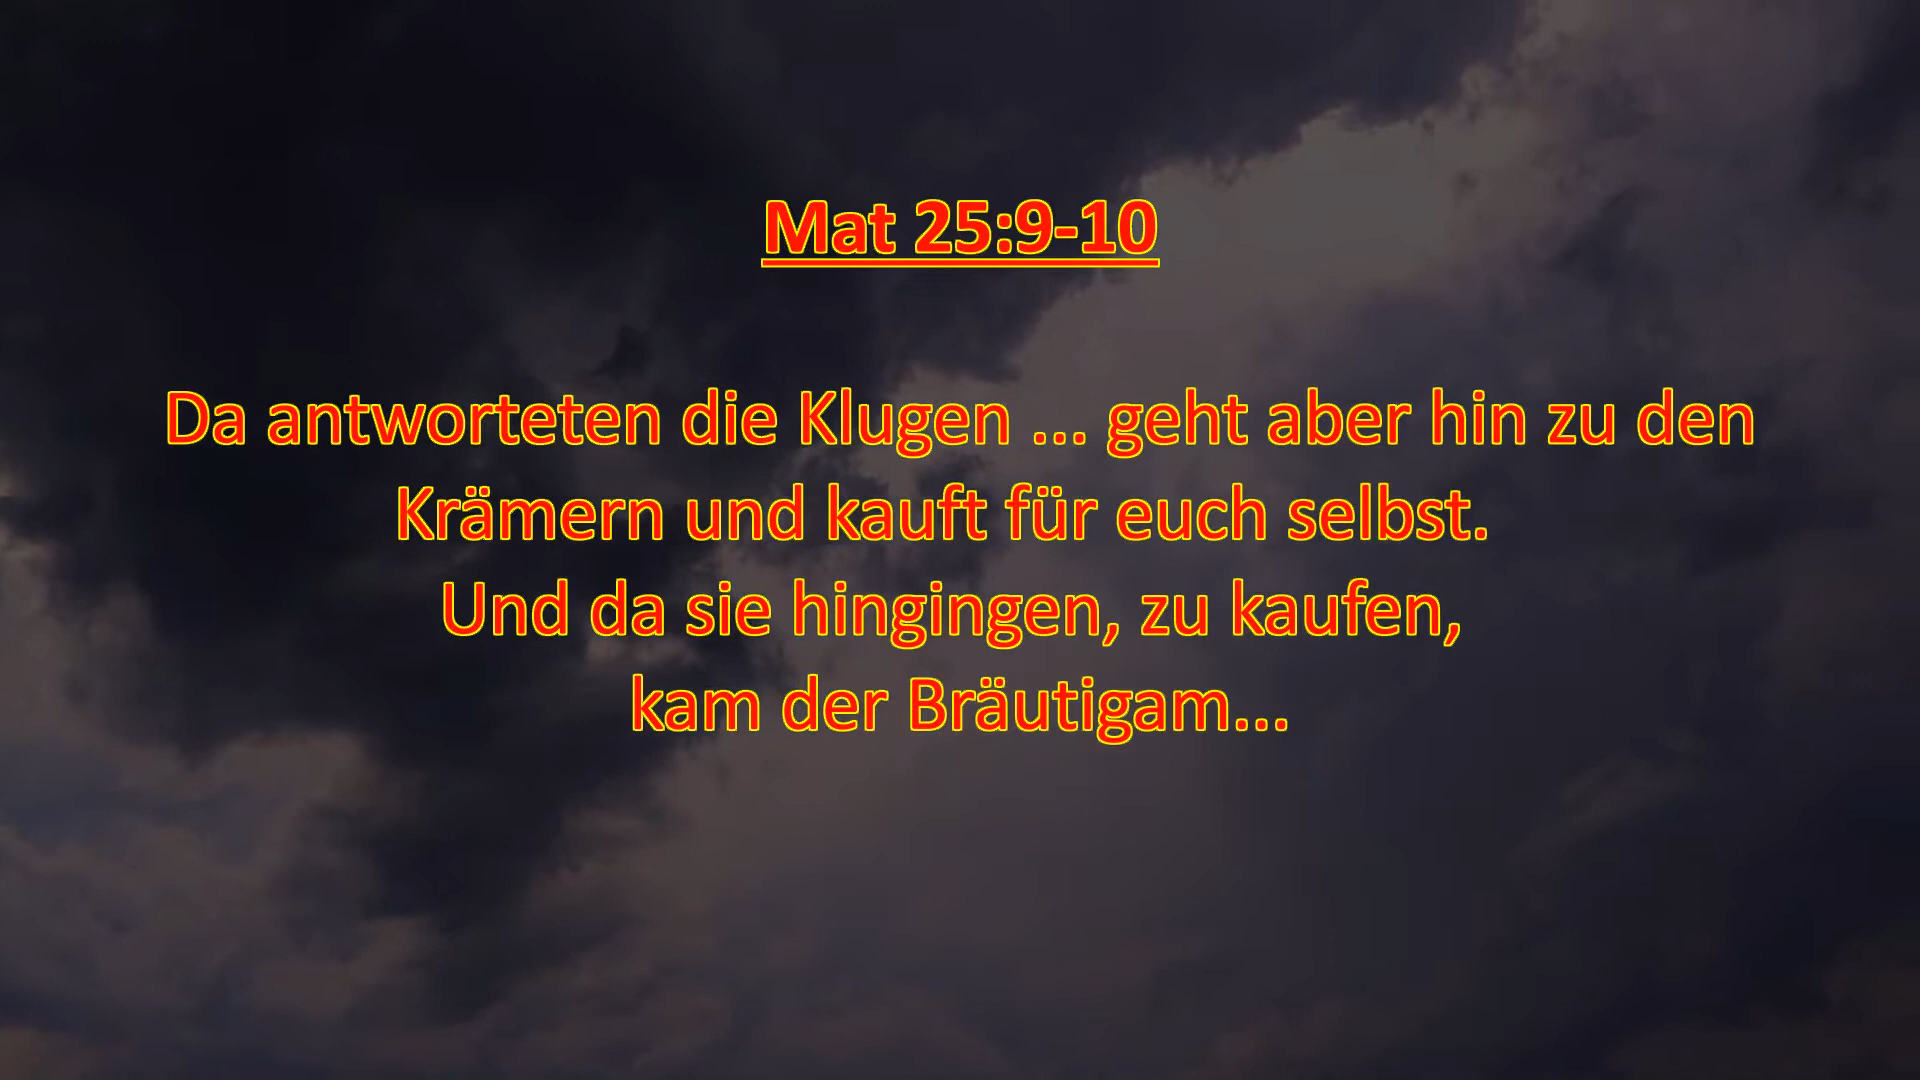 Mat 25:9-10
Da antworteten die Klugen ... geht aber hin zu den
Krämern und kauft für euch selbst.
Und da sie hingingen, zu kaufen,
kam der Bräutigam...